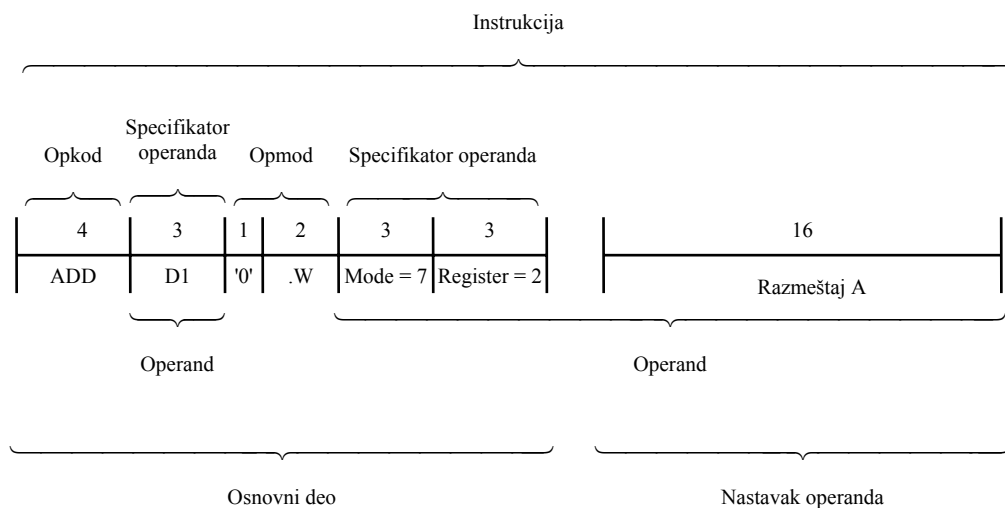 Instrukcija
Specifikator
operanda
Opkod
Opmod
Specifikator operanda
4 3 1 2 3 3 16
ADD D1 '0' .W Mode = 7 Register = 2 Razmeštaj A
Operand Operand
Osnovni deo Nastavak operanda